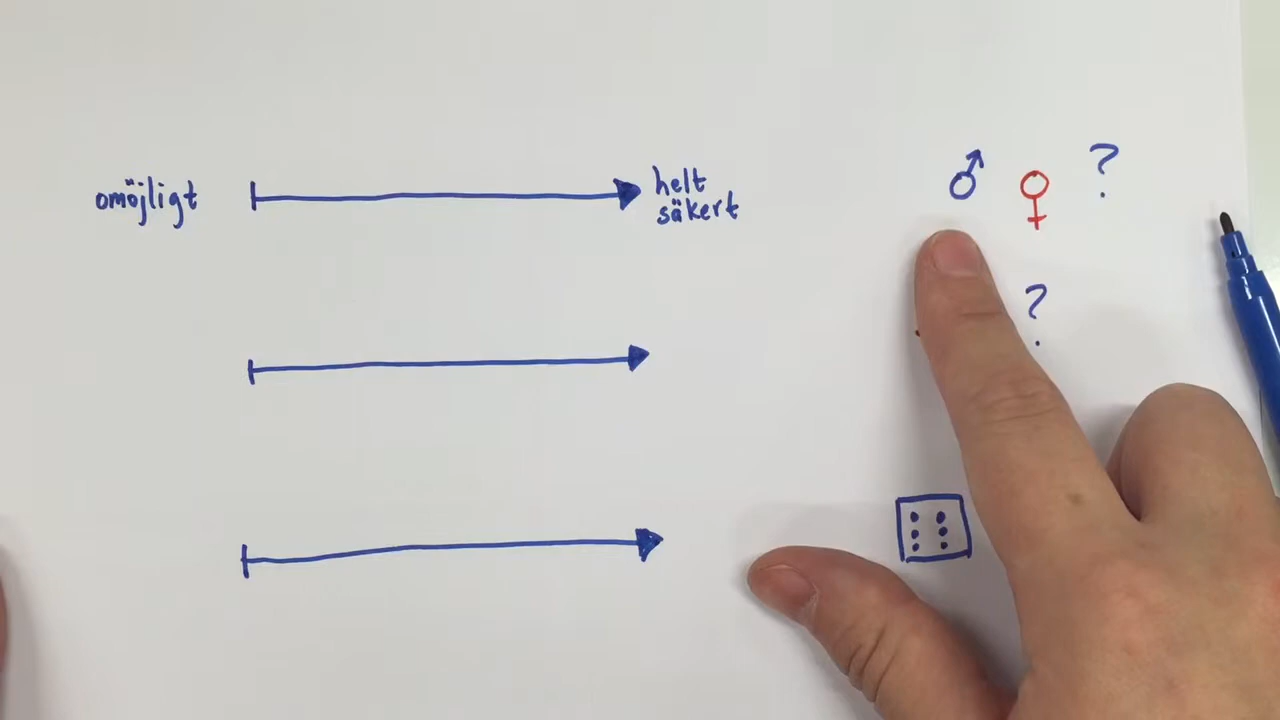 omöjligt
helt
säkert
♂ ♀ ?
?